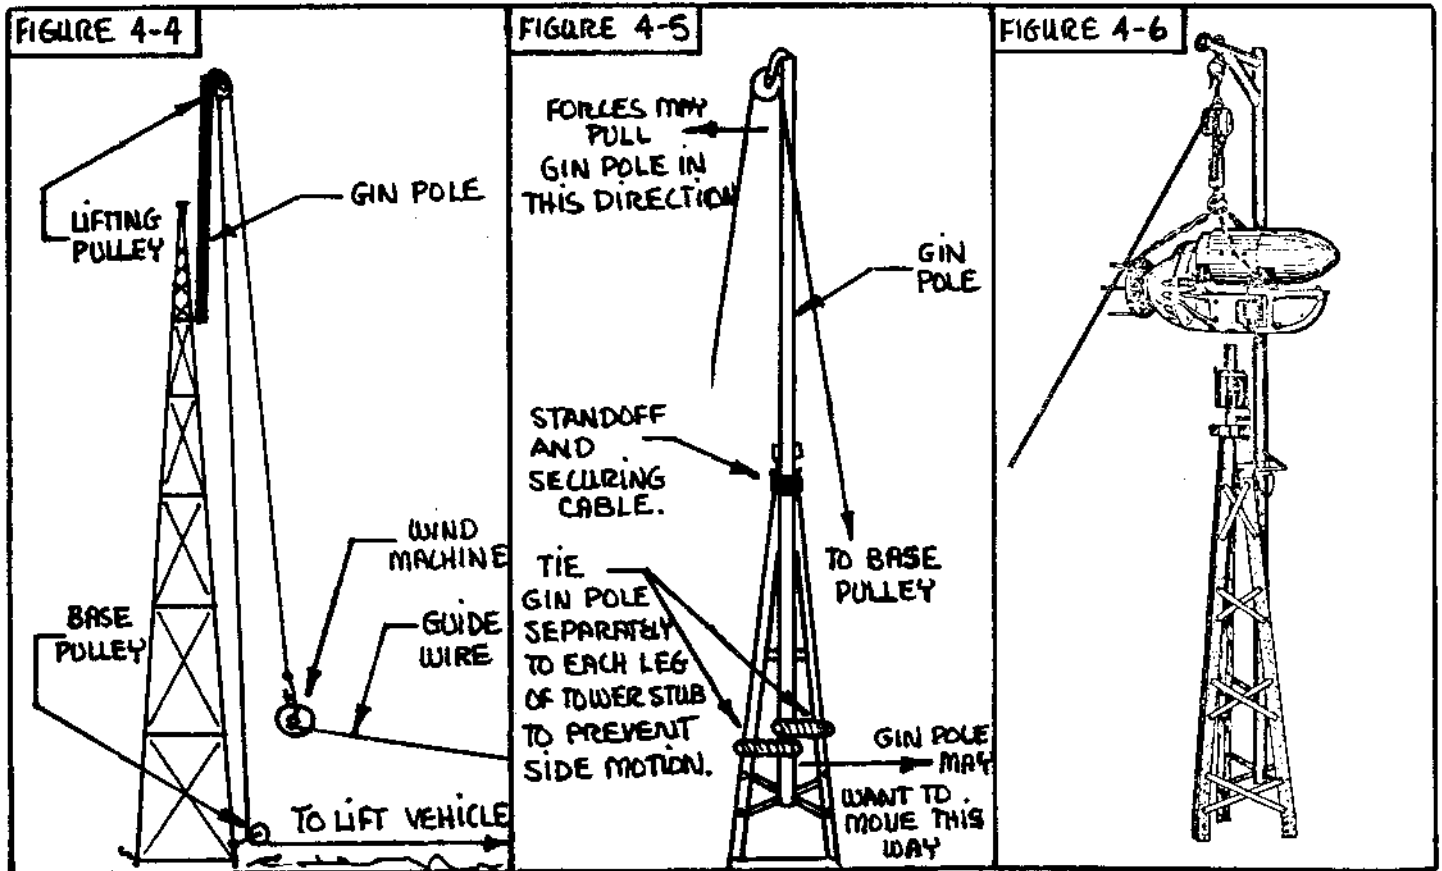 FIGURE 4-4
LIFTING
PULLEY
GIN POLE
WIND
MACHINE
BASE
PULLEY
GUIDE
WIRE
TO LIFT VEHICLE
FIGURE 4-5
FORCES MAY
PULL
GIN POLE IN
THIS DIRECTION
GIN
POLE
STANDOFF
AND
SECURING
CABLE.
TO BASE
PULLEY
TIE
GIN POLE
SEPARATELY
TO EACH LEG
OF TOWER STUB
TO PREVENT
SIDE MOTION.
GIN POLE
MAY
WANT TO
MOVE THIS
WAY
FIGURE 4-6